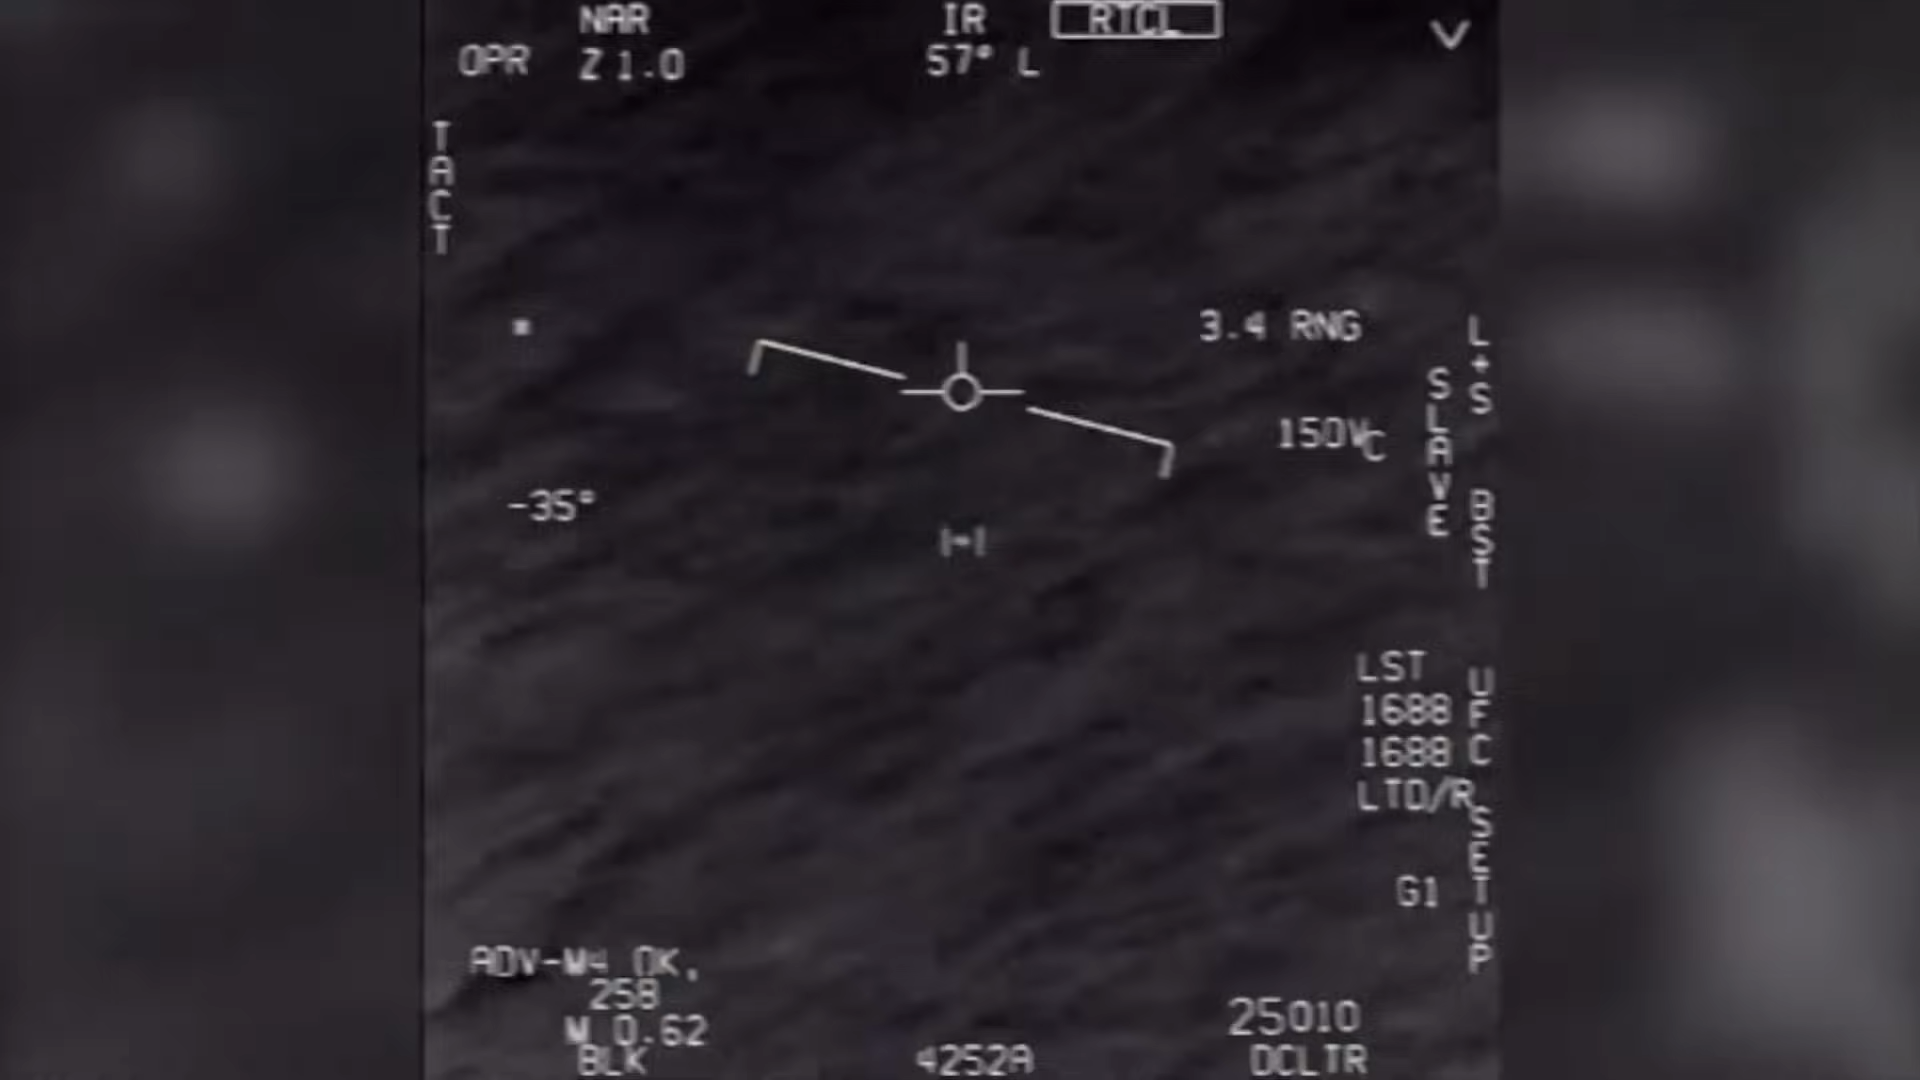 NAR
IR
RTCL
OPR
Z 1.0
57° L
TACT
3.4 RNG
L+S
SLAVE
150VC
BST
-35°
LST
1688
1688
UFC
LTD/R
SETUP
G1
ADV-M4 OK,
258
M 0.62
25010
BLK
4252A
DCLTR